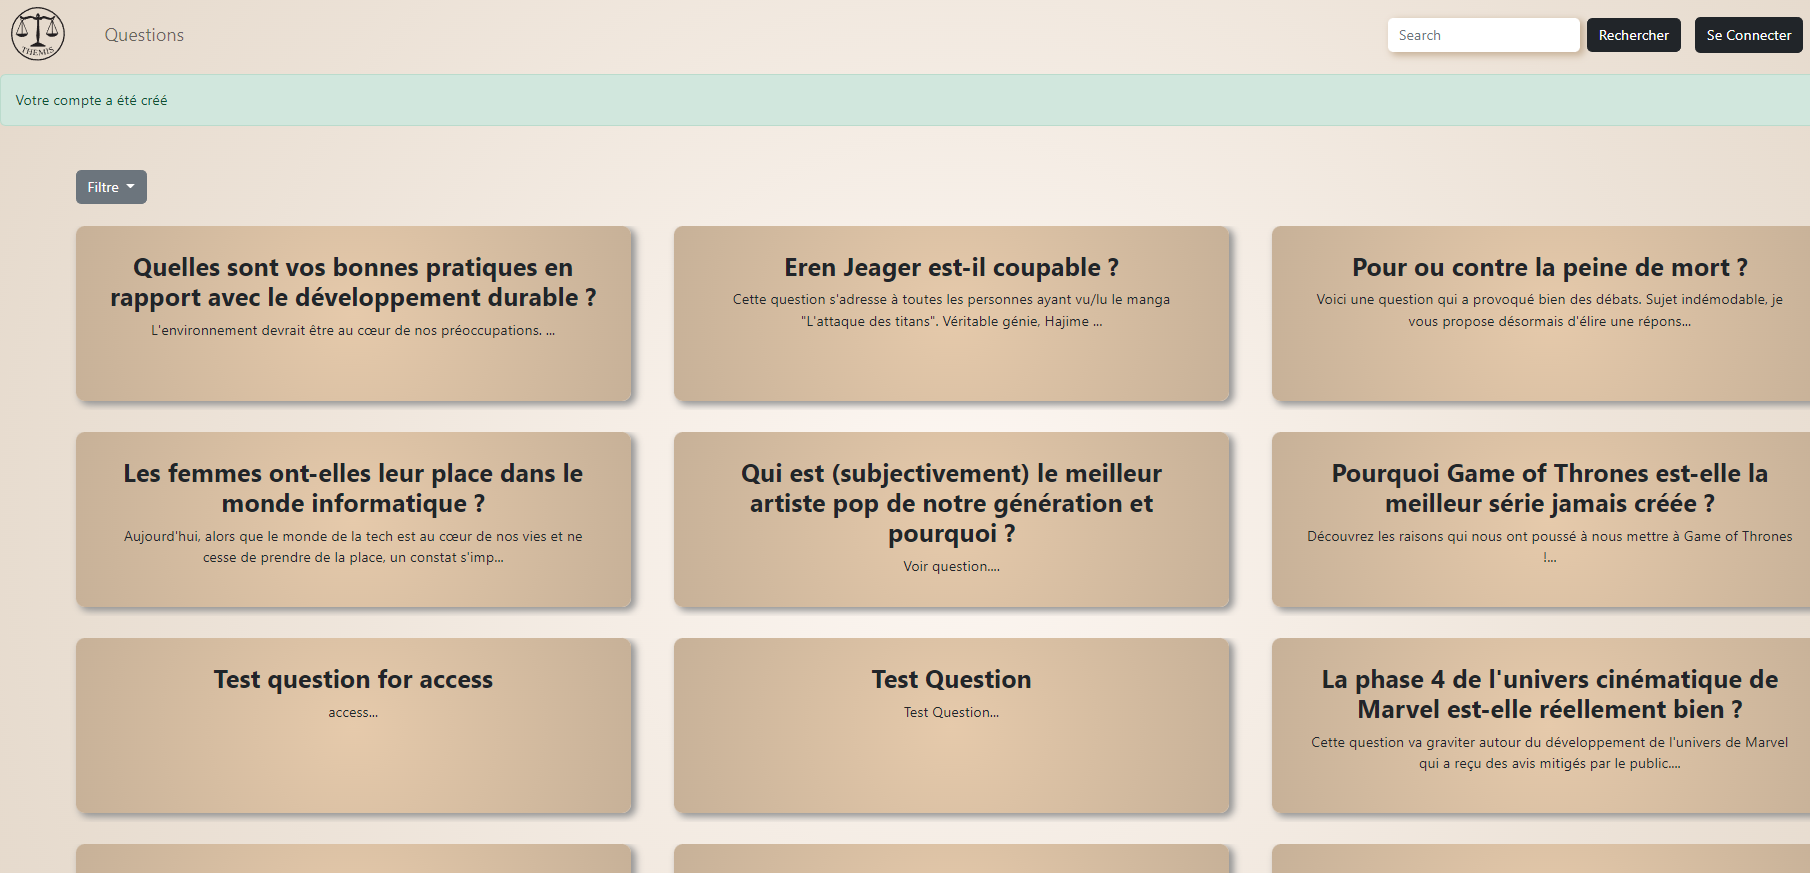 THEMIS
Questions
Search
Rechercher
Se Connecter
Votre compte a été créé
Filtre
Quelles sont vos bonnes pratiques en
rapport avec le développement durable ?
L'environnement devrait être au cœur de nos préoccupations. ...
Eren Jeager est-il coupable ?
Cette question s'adresse à toutes les personnes ayant vu/lu le manga
"L'attaque des titans". Véritable génie, Hajime ...
Pour ou contre la peine de mort ?
Voici une question qui a provoqué bien des débats. Sujet indémodable, je
vous propose désormais d'élire une répons...
Les femmes ont-elles leur place dans le
monde informatique ?
Aujourd'hui, alors que le monde de la tech est au cœur de nos vies et ne
cesse de prendre de la place, un constat s'imp...
Qui est (subjectivement) le meilleur
artiste pop de notre génération et
pourquoi ?
Voir question....
Pourquoi Game of Thrones est-elle la
meilleur série jamais créée ?
Découvrez les raisons qui nous ont poussé à nous mettre à Game of Thrones
!...
Test question for access
access...
Test Question
Test Question...
La phase 4 de l'univers cinématique de
Marvel est-elle réellement bien ?
Cette question va graviter autour du développement de l'univers de Marvel
qui a reçu des avis mitigés par le public....